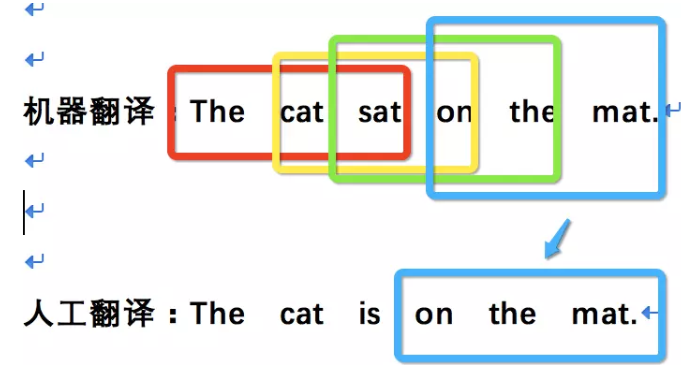 机器翻译：The cat sat on the mat.
人工翻译：The cat is on the mat.